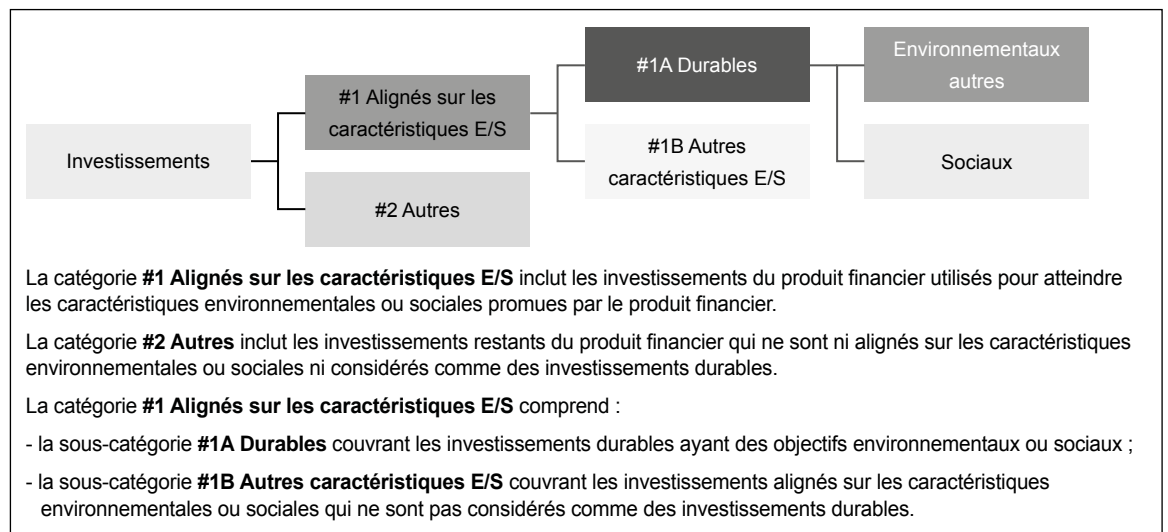 Investissements
#1 Alignés sur les
caractéristiques E/S
#2 Autres
#1A Durables
#1B Autres
caractéristiques E/S
Environnementaux
autres
Sociaux
La catégorie #1 Alignés sur les caractéristiques E/S inclut les investissements du produit financier utilisés pour atteindre
les caractéristiques environnementales ou sociales promues par le produit financier.
La catégorie #2 Autres inclut les investissements restants du produit financier qui ne sont ni alignés sur les caractéristiques
environnementales ou sociales ni considérés comme des investissements durables.
La catégorie #1 Alignés sur les caractéristiques E/S comprend :
- la sous-catégorie #1A Durables couvrant les investissements durables ayant des objectifs environnementaux ou sociaux ;
- la sous-catégorie #1B Autres caractéristiques E/S couvrant les investissements alignés sur les caractéristiques
environnementales ou sociales qui ne sont pas considérés comme des investissements durables.